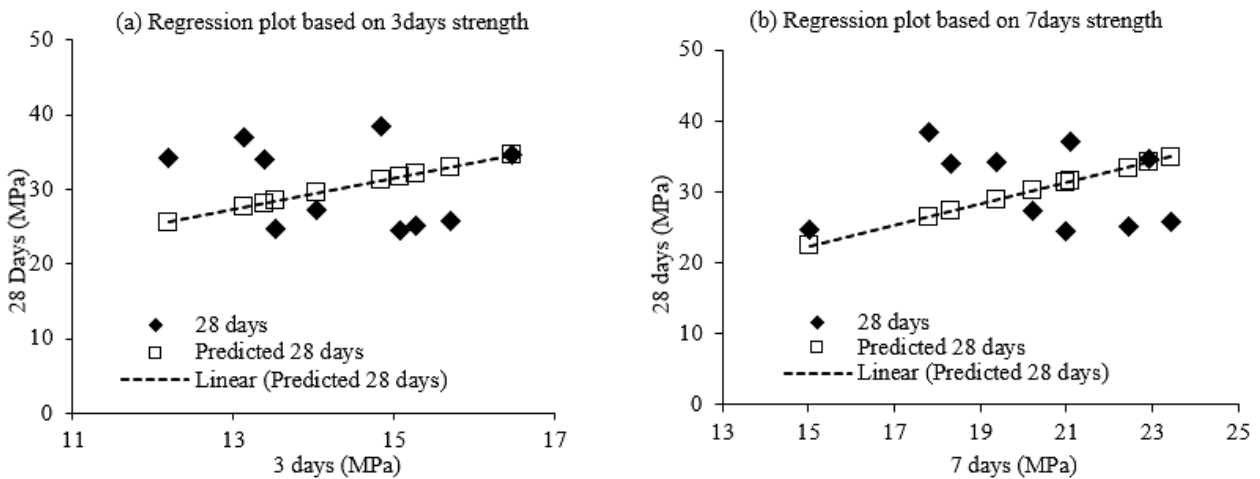 (a) Regression plot based on 3days strength
50
40
30
20
10
0
28 Days (MPa)
28 days
Predicted 28 days
Linear (Predicted 28 days)
11
13
15
17
3 days (MPa)
(b) Regression plot based on 7days strength
50
40
30
20
10
0
28 days (MPa)
28 days
Predicted 28 days
Linear (Predicted 28 days)
13
15
17
19
21
23
25
7 days (MPa)